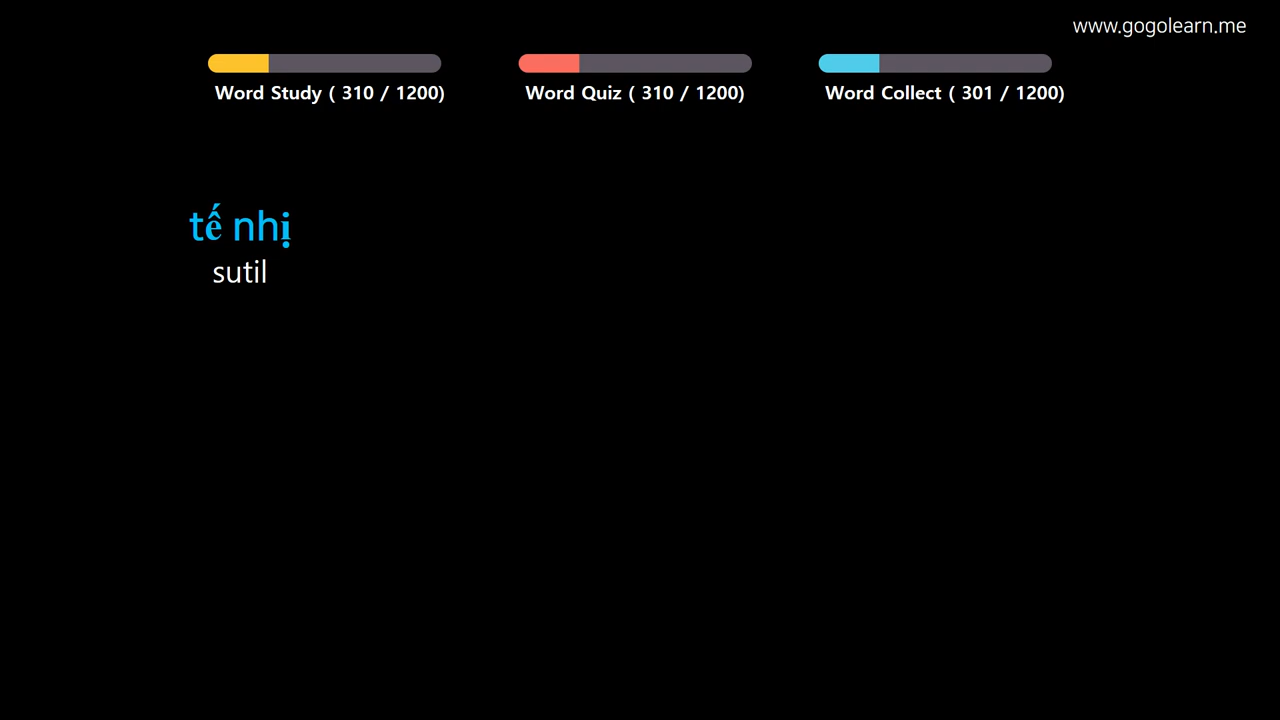 www.gogolearn.me
Word Study ( 310 / 1200)
Word Quiz ( 310 / 1200)
Word Collect ( 301 / 1200)
tế nhị
sutil